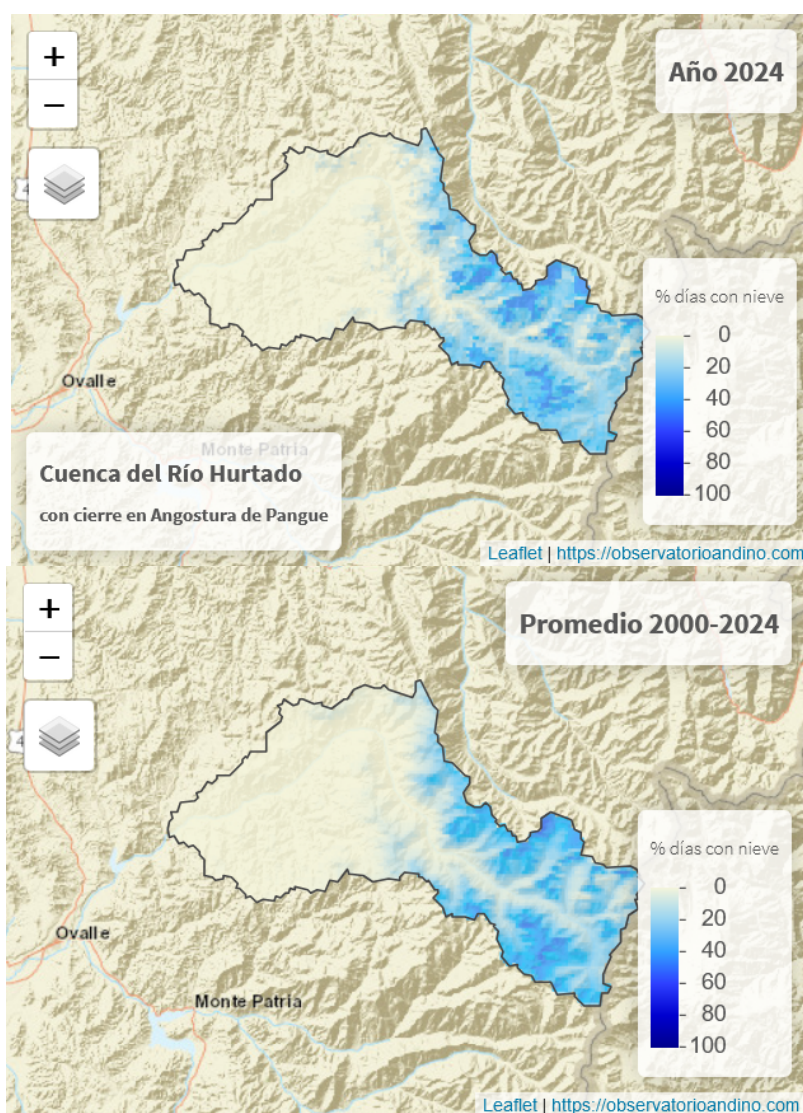 +
Año 2024
−
4
% días con nieve
0
20
40
60
80
100
Ovalle
Monte Patria
Cuenca del Río Hurtado
con cierre en Angostura de Pangue
Leaflet | https://observatorioandino.com
+
Promedio 2000-2024
−
4
% días con nieve
0
20
40
60
80
100
Ovalle
Monte Patria
Leaflet | https://observatorioandino.com